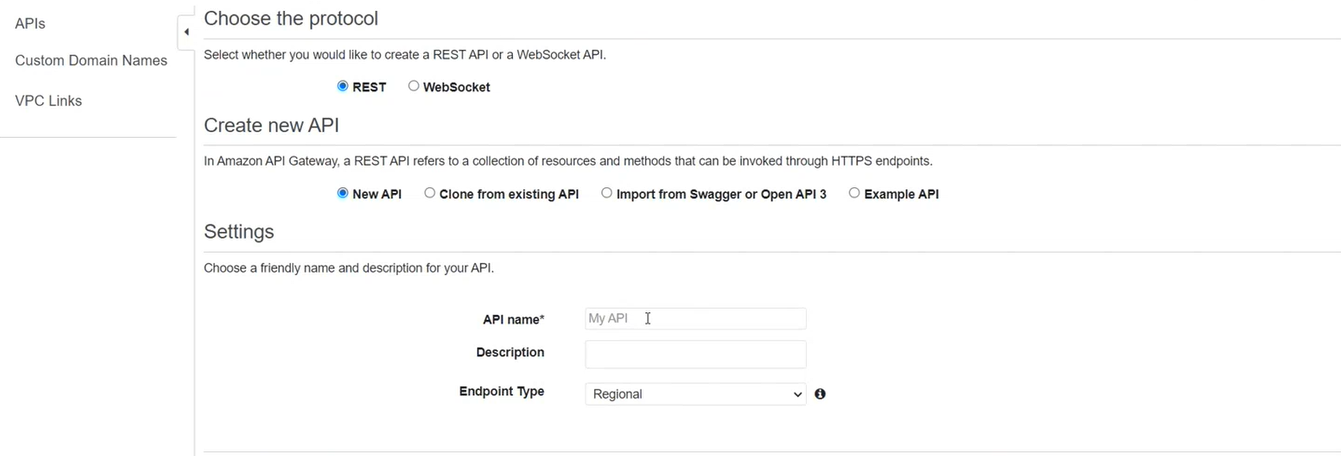 APIs
Custom Domain Names
VPC Links
Choose the protocol
Select whether you would like to create a REST API or a WebSocket API.
REST WebSocket
Create new API
In Amazon API Gateway, a REST API refers to a collection of resources and methods that can be invoked through HTTPS endpoints.
New API Clone from existing API Import from Swagger or Open API 3 Example API
Settings
Choose a friendly name and description for your API.
API name* My API
Description
Endpoint Type Regional